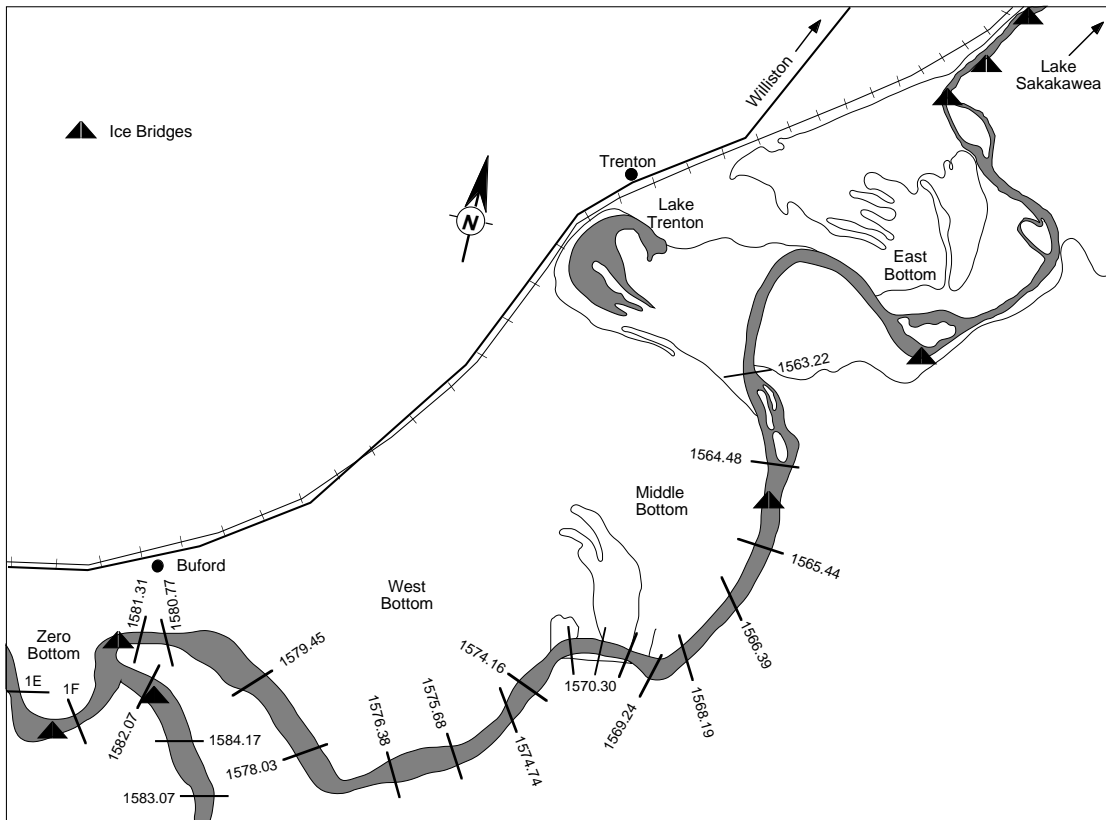 Williston
Lake
Sakakawea
Ice Bridges
Trenton
N
Lake
Trenton
East
Bottom
1563.22
1564.48
Middle
Bottom
1565.44
Buford
1581.31
1580.77
West
Bottom
1566.39
Zero
Bottom
1579.45
1574.16
1E
1F
1570.30
1568.19
1569.24
1582.07
1576.38
1575.68
1574.74
1584.17
1578.03
1583.07